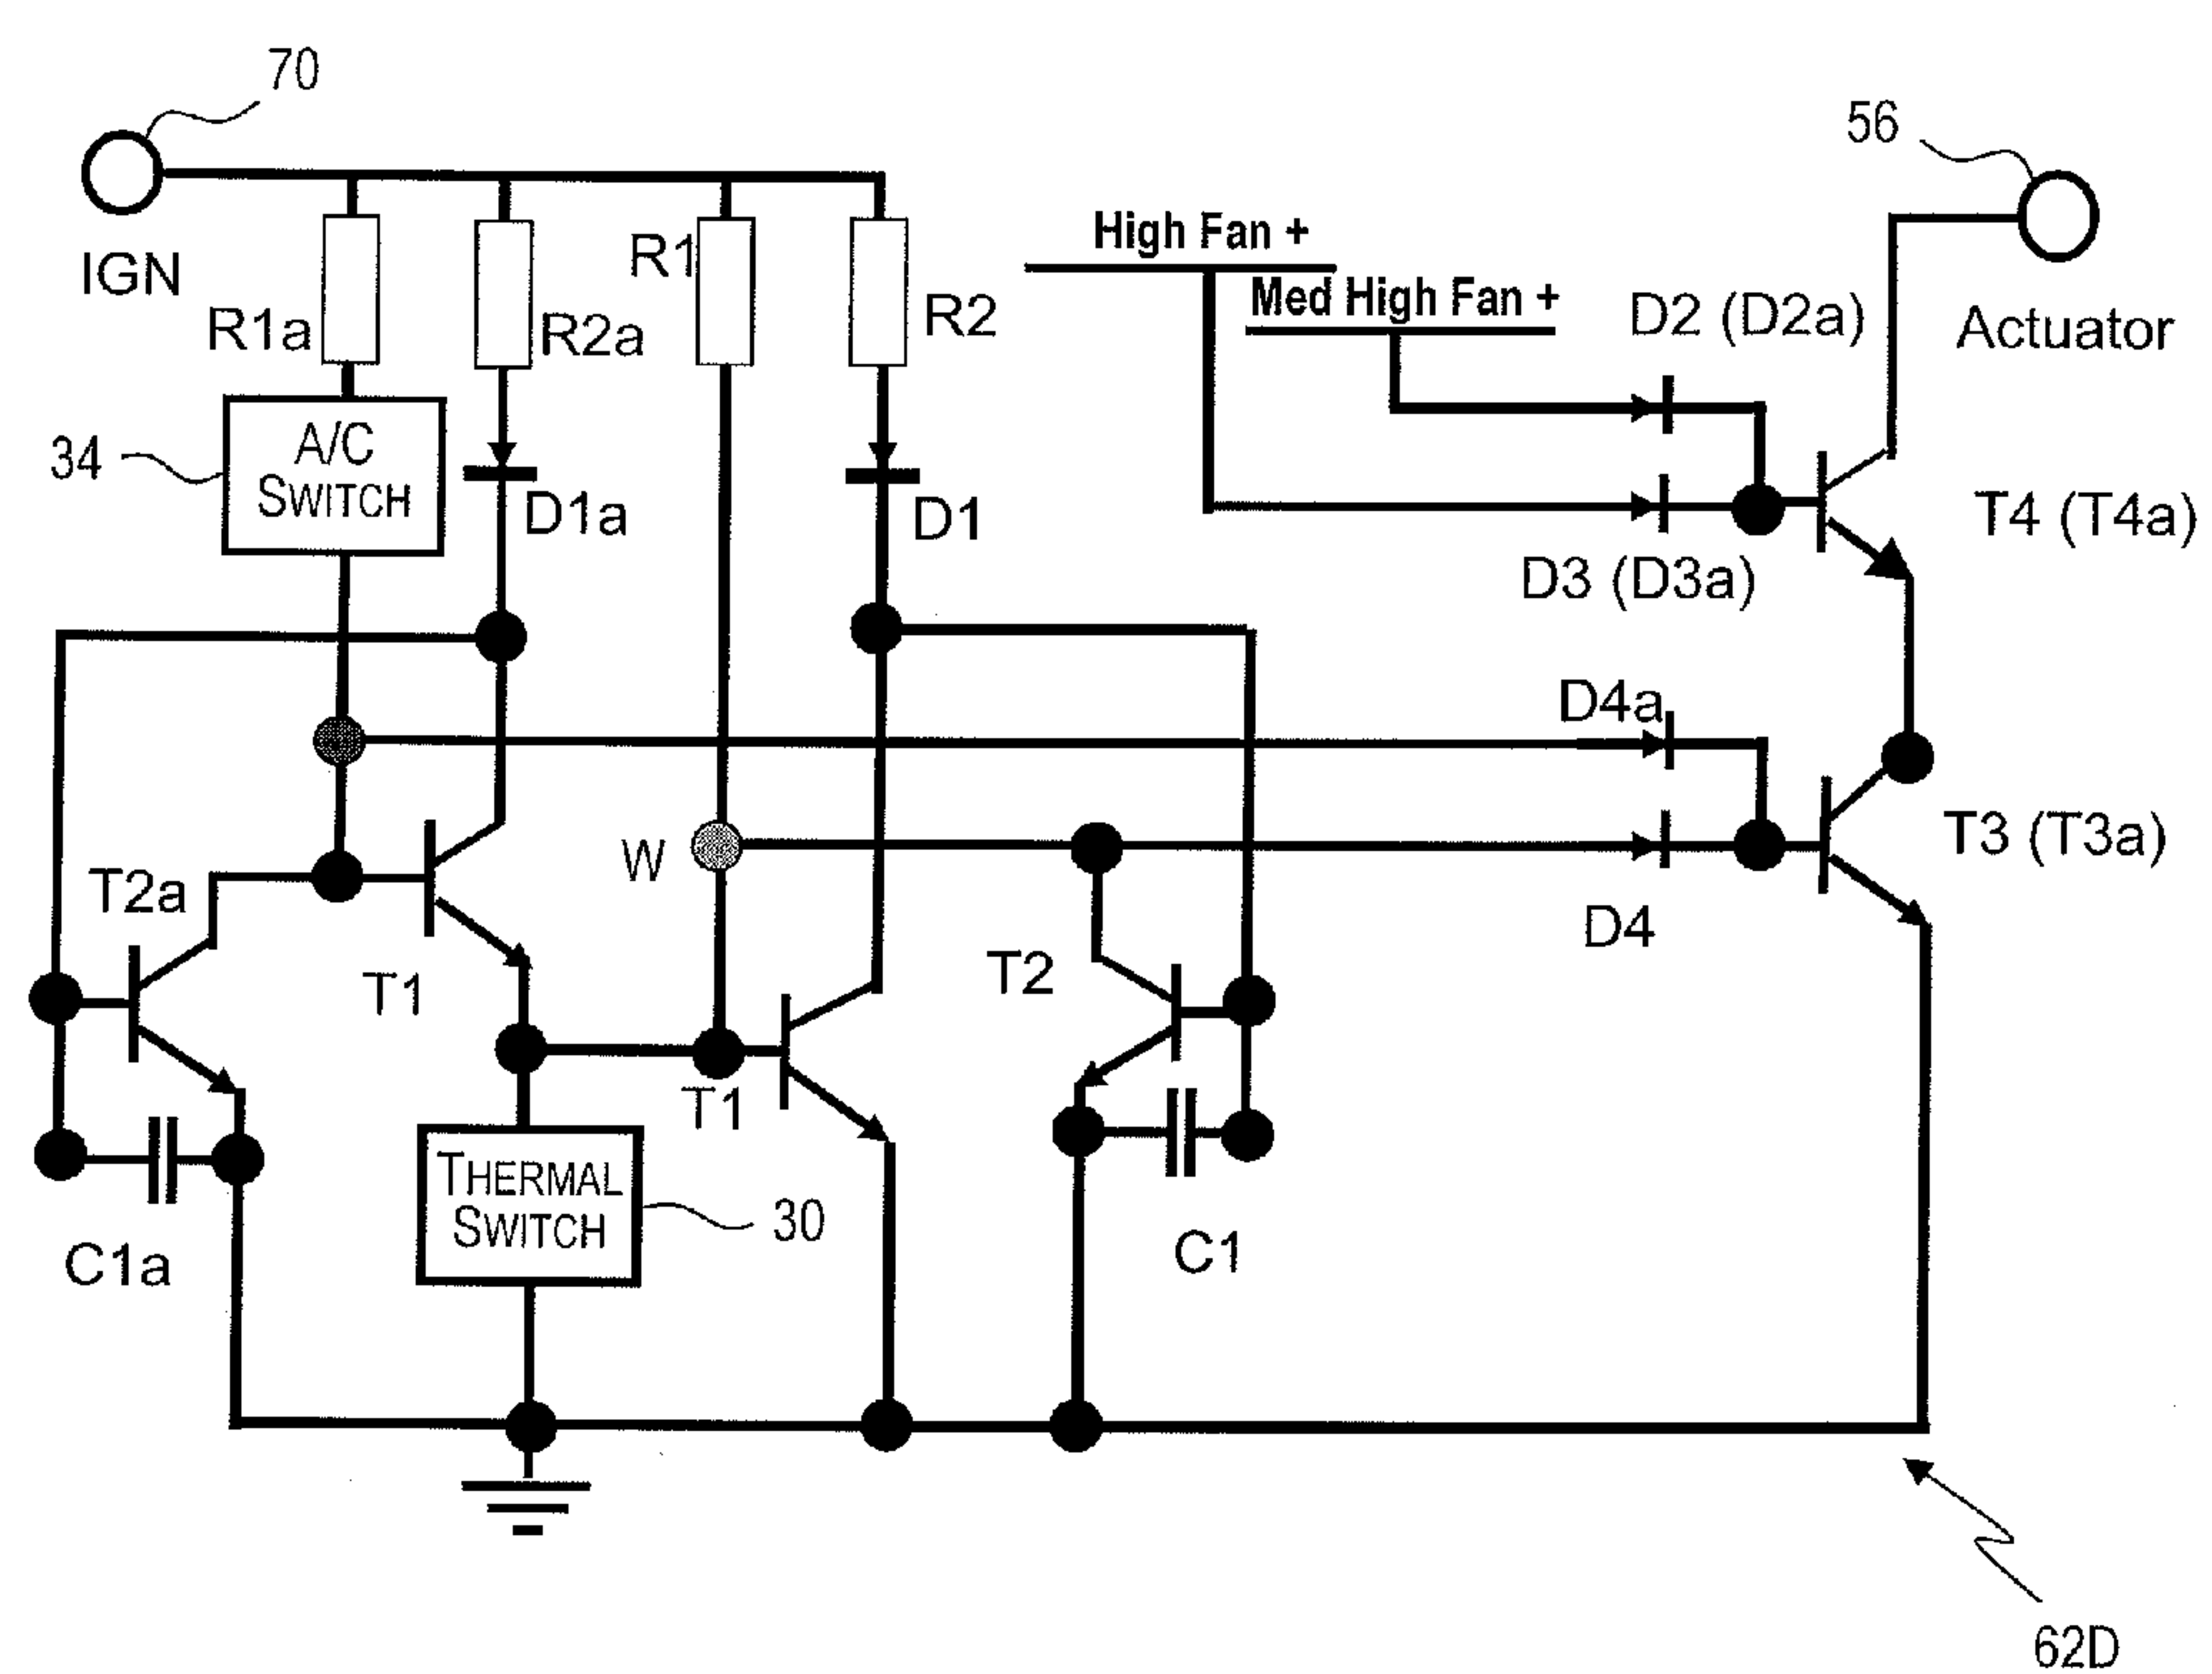 70
56
IGN
R1a
R2a
R1
R2
High Fan +
Med High Fan +
D2 (D2a)
Actuator
34
A/C
SWITCH
D1a
D1
D3 (D3a)
T4 (T4a)
D4a
W
T3 (T3a)
T2a
T1
T2
D4
T1
THERMAL
SWITCH
30
C1a
C1
62D